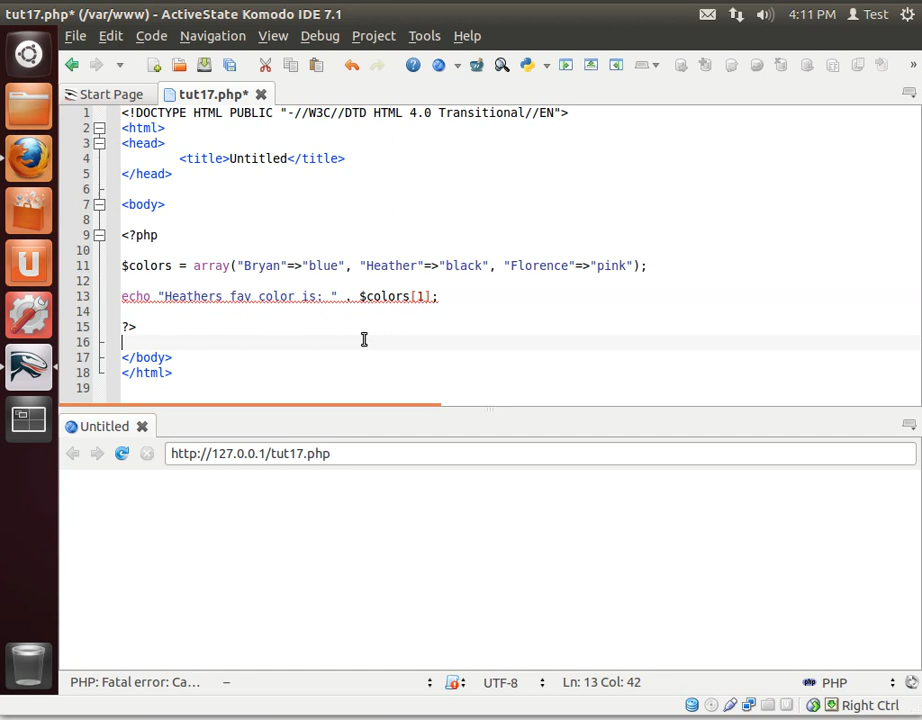 tut17.php* (/var/www) - ActiveState Komodo IDE 7.1
4:11 PM
Test
File Edit Code Navigation View Debug Project Tools Help
Start Page
tut17.php*
1 <!DOCTYPE HTML PUBLIC "-//W3C//DTD HTML 4.0 Transitional//EN">
2 <html>
3 <head>
4 <title>Untitled</title>
5 </head>
6
7 <body>
8
9 <?php
10
11 $colors = array("Bryan"=>"blue", "Heather"=>"black", "Florence"=>"pink");
12
13 echo "Heathers fav color is: " . $colors[1];
14
15 ?>
16
17 </body>
18 </html>
19
Untitled
http://127.0.0.1/tut17.php
PHP: Fatal error: Ca... –
UTF-8
Ln: 13 Col: 42
PHP
Right Ctrl